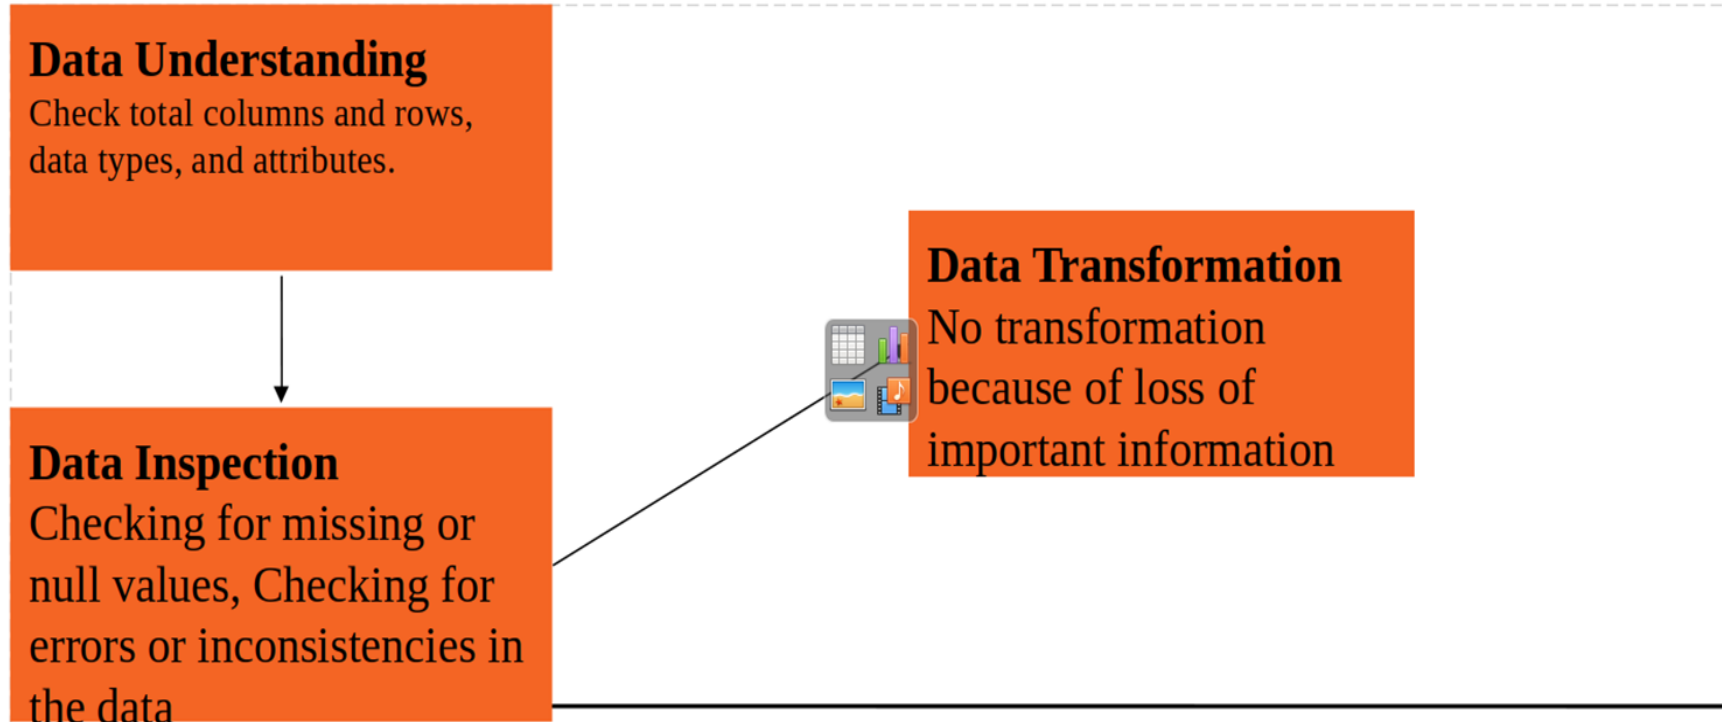 Data Understanding
Check total columns and rows,
data types, and attributes.
Data Transformation
No transformation
because of loss of
important information
Data Inspection
Checking for missing or
null values, Checking for
errors or inconsistencies in
the data